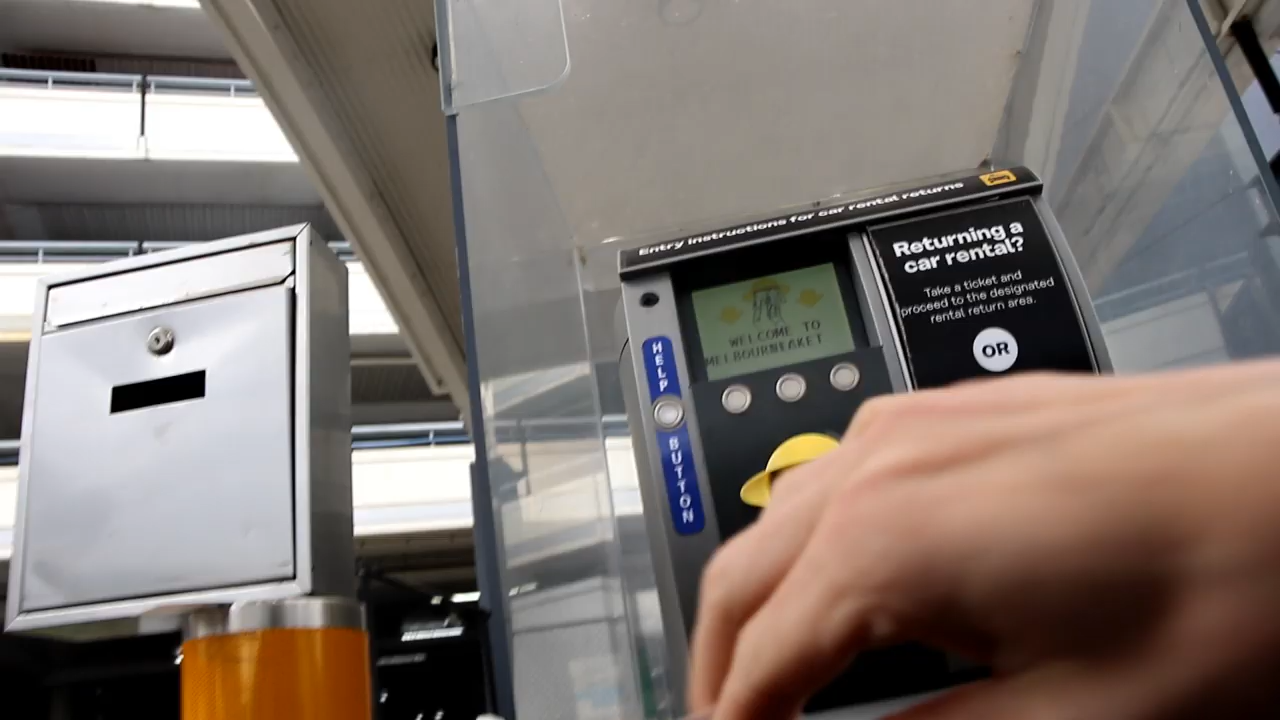 Entry instructions for car rental returns
Returning a
car rental?
Take a ticket and
proceed to the designated
rental return area.
OR
WELCOME TO
HELP
BUTTON